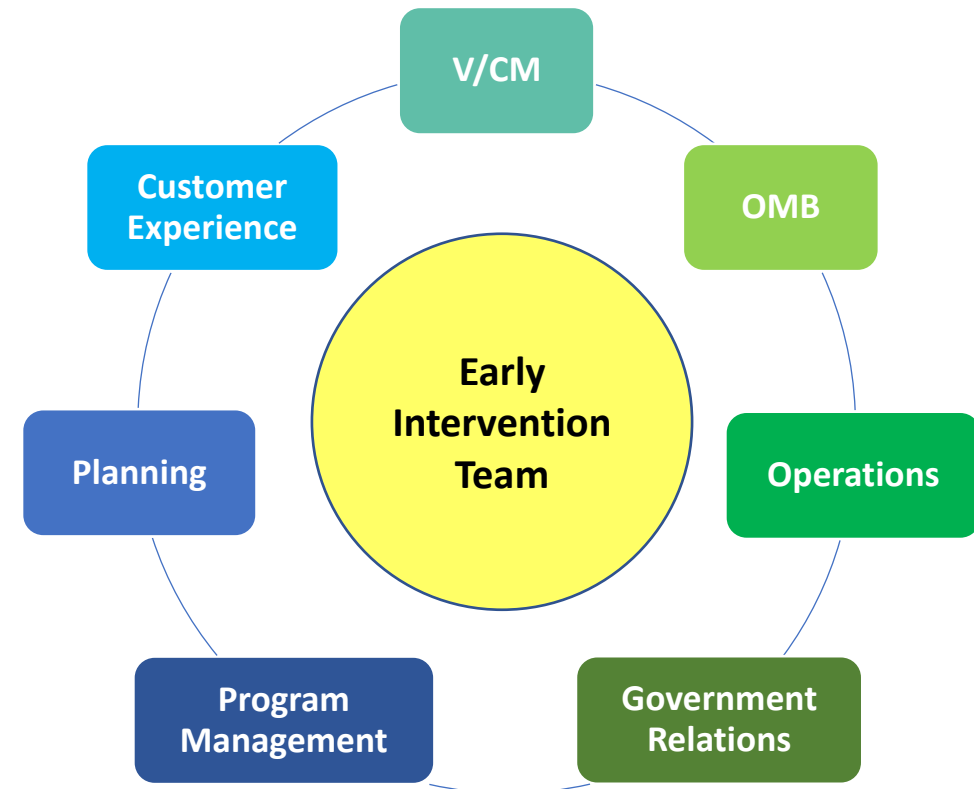 V/CM
OMB
Operations
Government
Relations
Program
Management
Planning
Customer
Experience
Early
Intervention
Team